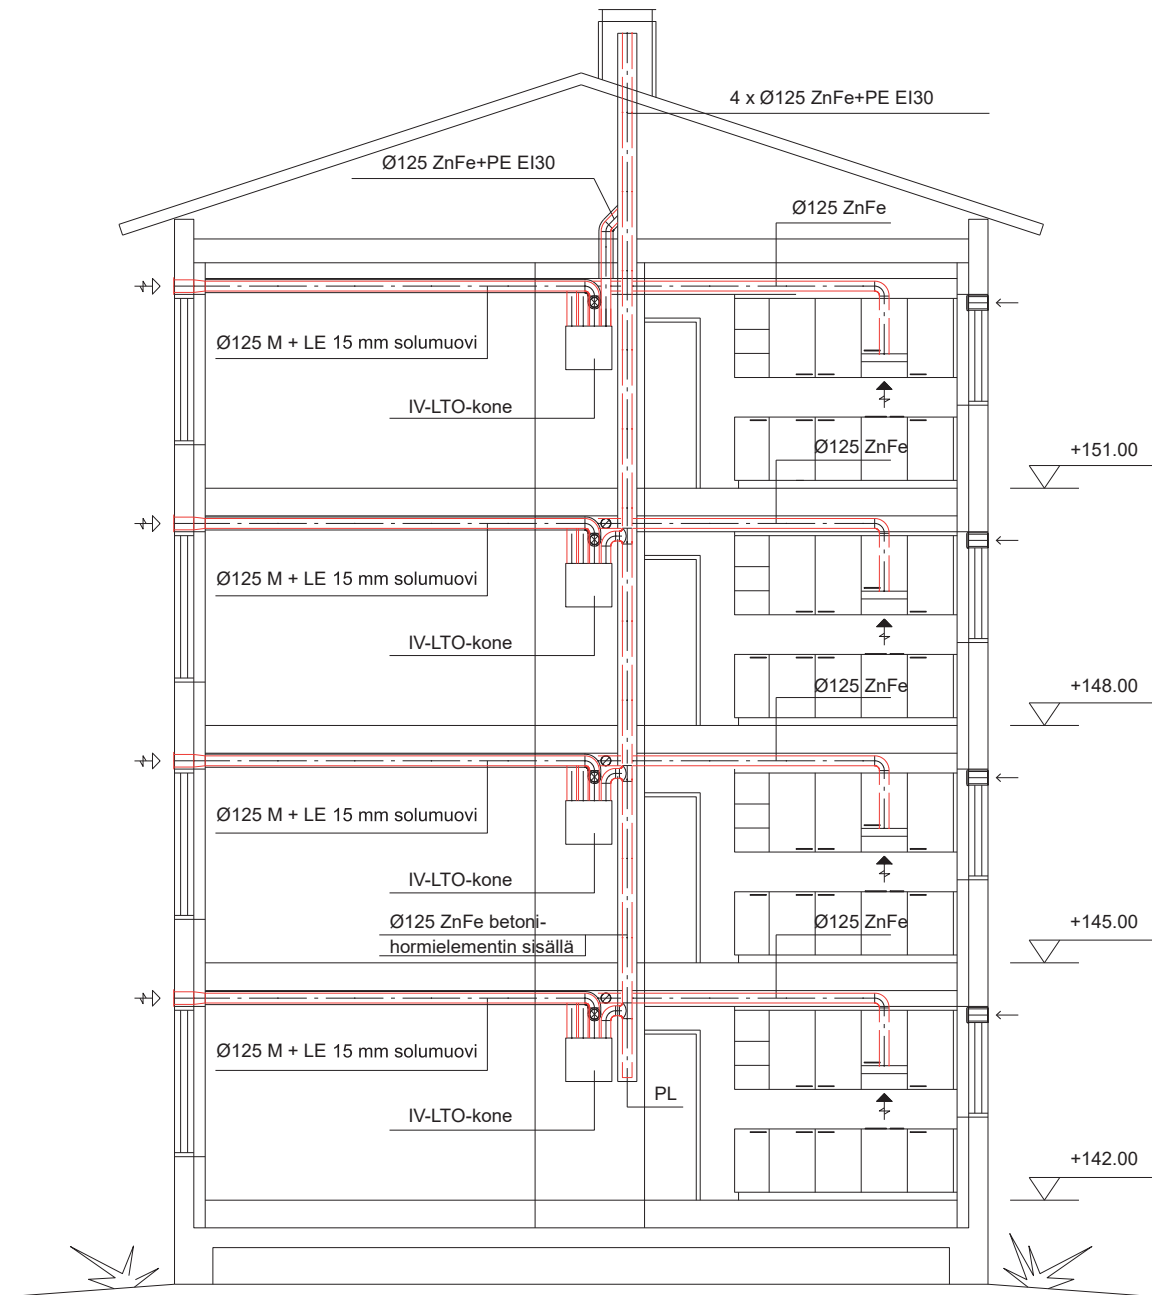 4 x Ø125 ZnFe+PE EI30
Ø125 ZnFe+PE EI30
Ø125 ZnFe
Ø125 M + LE 15 mm solumuovi
IV-LTO-kone
Ø125 ZnFe
+151.00
Ø125 M + LE 15 mm solumuovi
IV-LTO-kone
Ø125 ZnFe
+148.00
Ø125 M + LE 15 mm solumuovi
IV-LTO-kone
Ø125 ZnFe betoni-
hormielementin sisällä
Ø125 ZnFe
+145.00
Ø125 M + LE 15 mm solumuovi
PL
IV-LTO-kone
+142.00